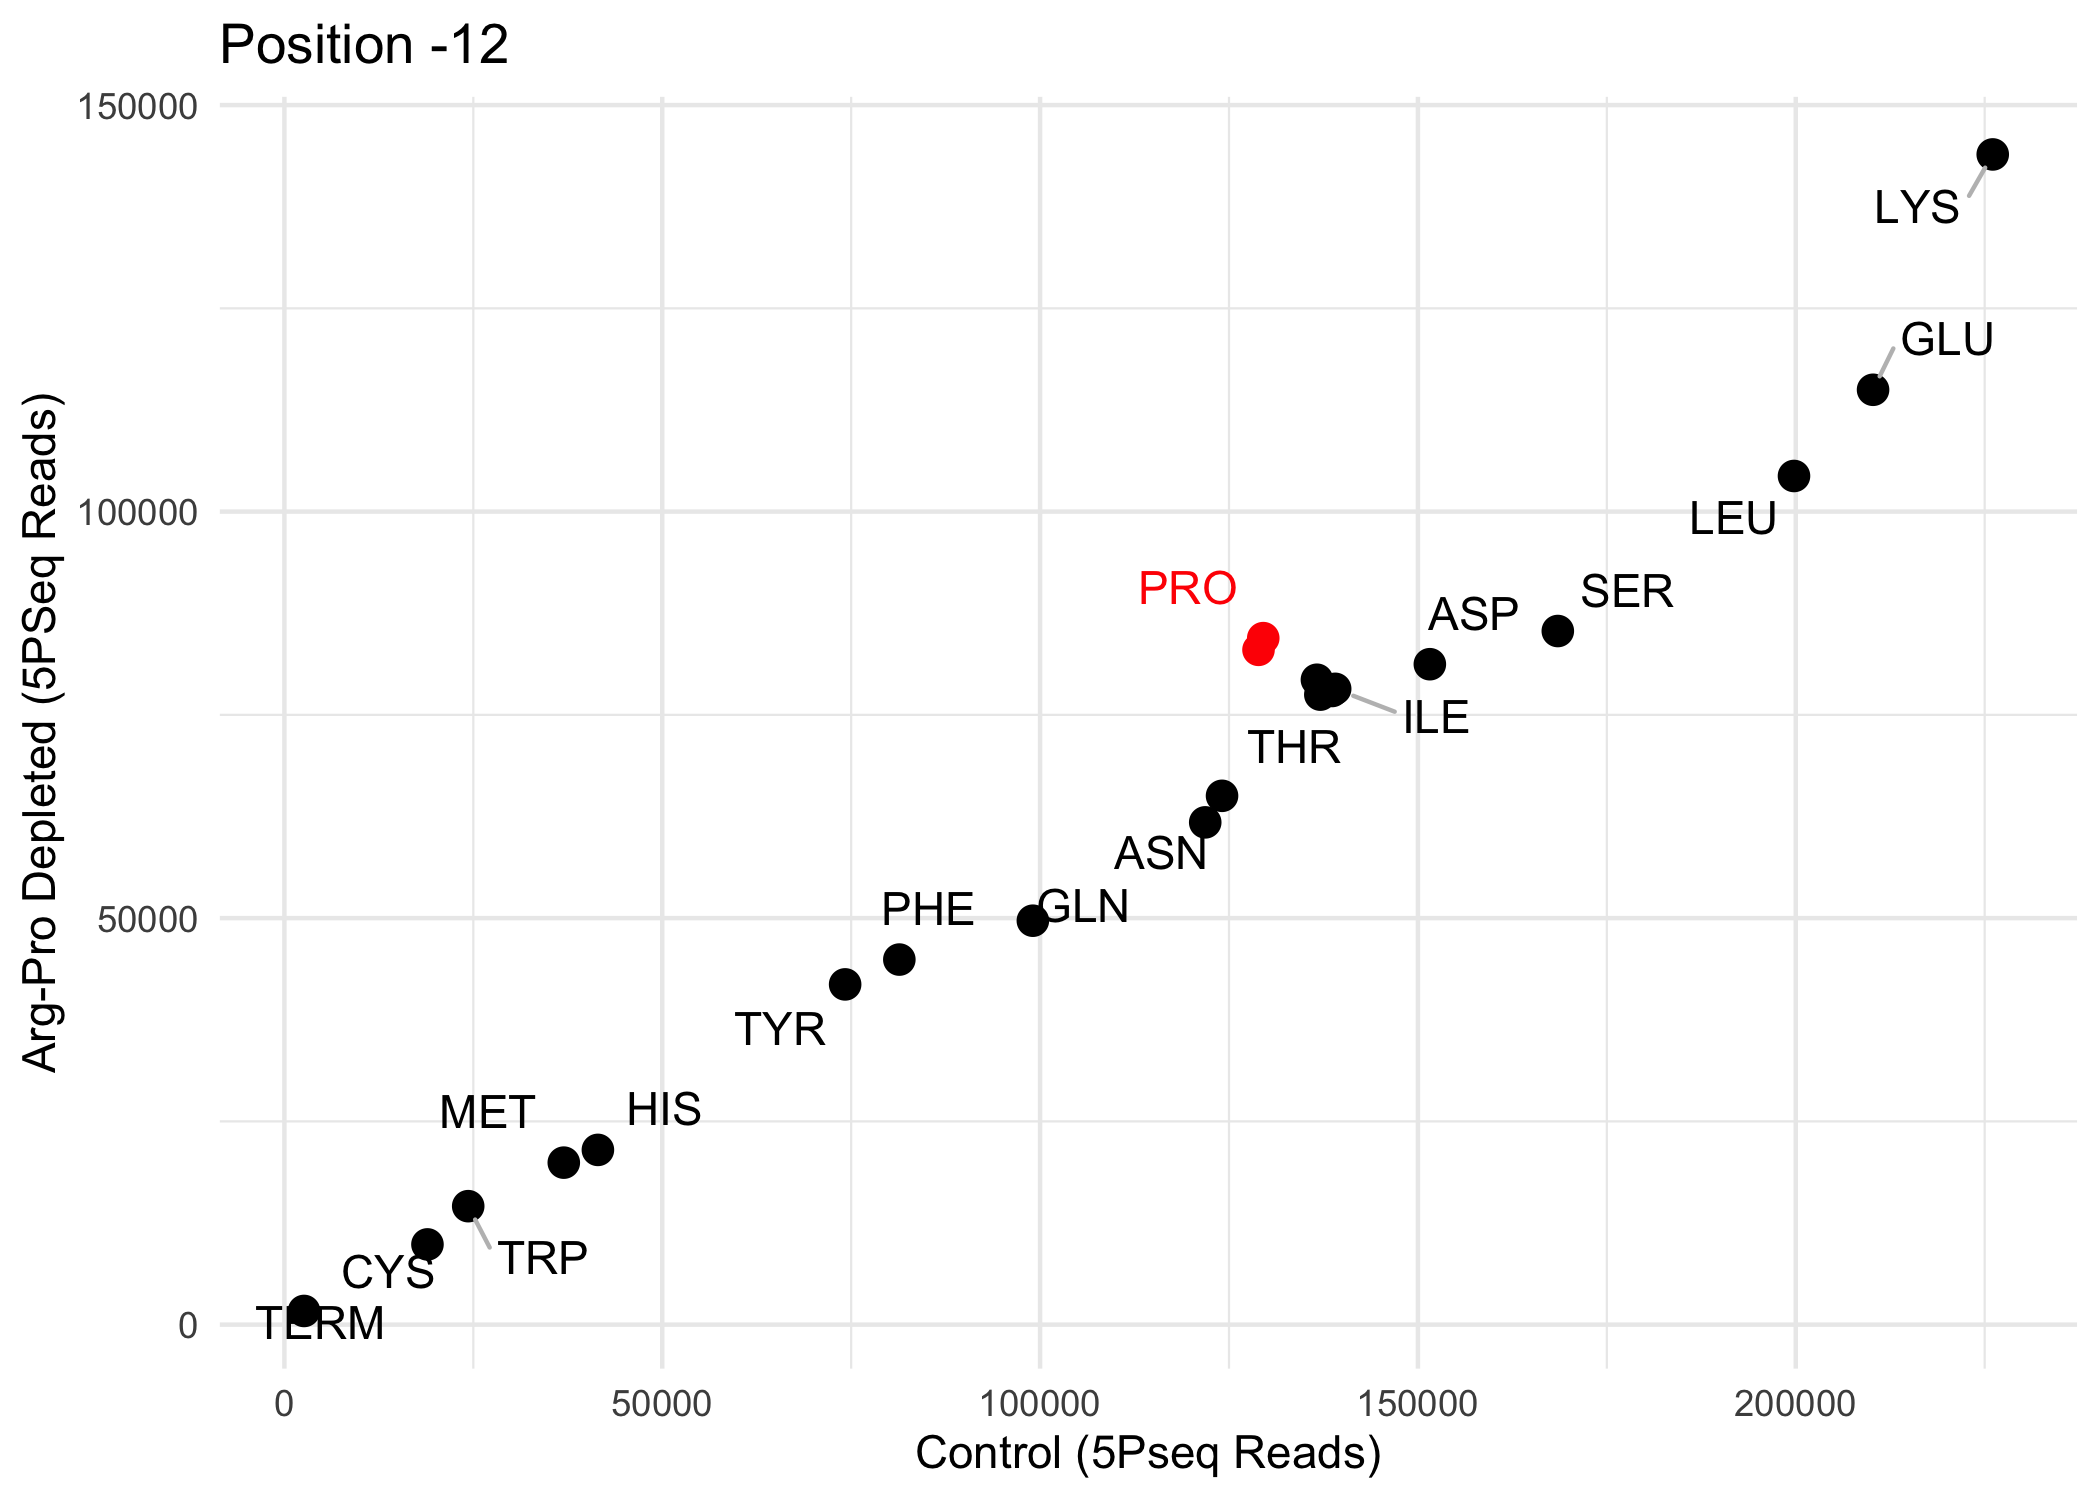 Position -12
150000
100000
50000
0
Arg-Pro Depleted (5PSeq Reads)
LYS
GLU
LEU
PRO
SER
ASP
ILE
THR
ASN
GLN
PHE
TYR
HIS
MET
TRP
CYS
TERM
0
50000
100000
150000
200000
Control (5Pseq Reads)